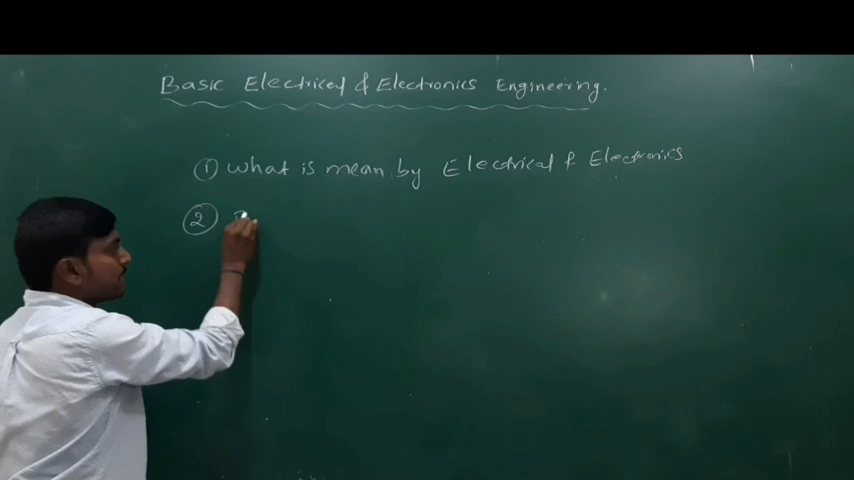 Basic Electrical & Electronics Engineering.
① What is mean by Electrical & Electronics
②